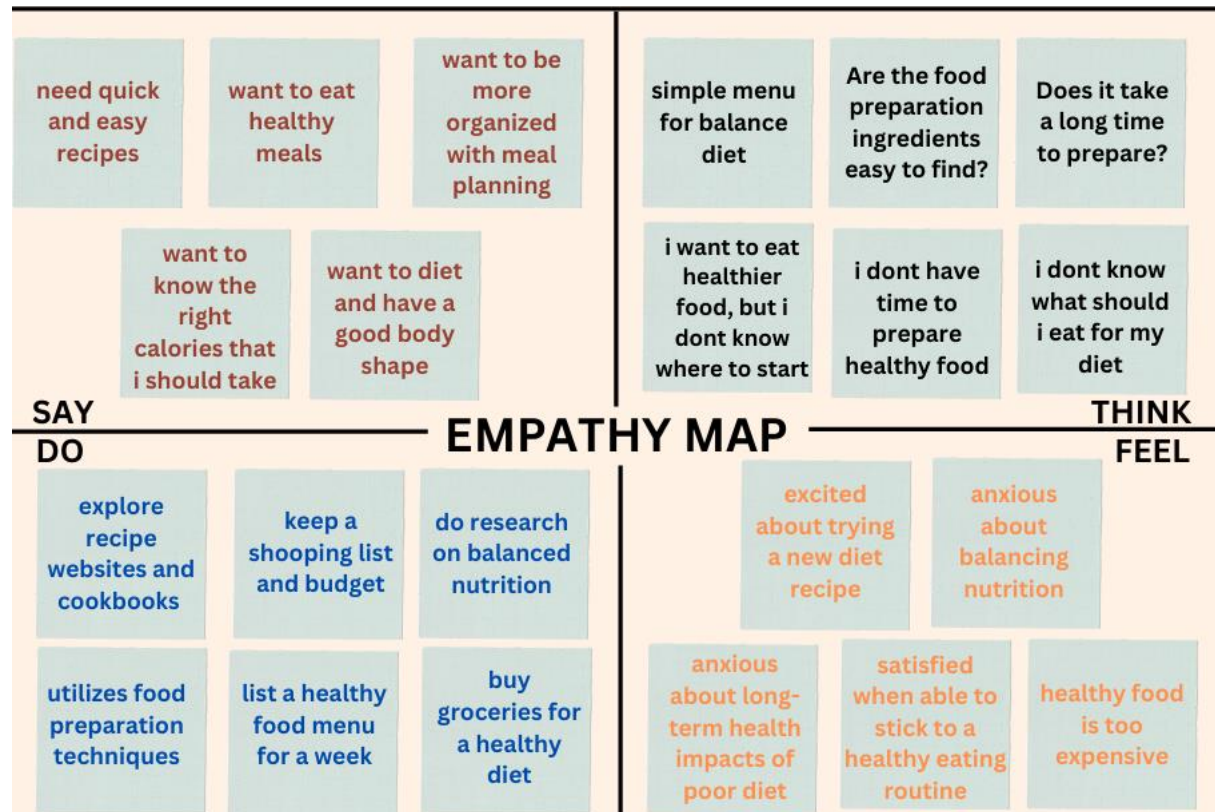 need quick
and easy
recipes
want to eat
healthy
meals
want to be
more
organized
with meal
planning
want to
know the
right
calories that
i should take
want to diet
and have a
good body
shape
SAY
simple menu
for balance
diet
Are the food
preparation
ingredients
easy to find?
Does it take
a long time
to prepare?
i want to eat
healthier
food, but i
dont know
where to start
i dont have
time to
prepare
healthy food
i dont know
what should
i eat for my
diet
THINK
EMPATHY MAP
DO
explore
recipe
websites and
cookbooks
keep a
shooping list
and budget
do research
on balanced
nutrition
utilizes food
preparation
techniques
list a healthy
food menu
for a week
buy
groceries for
a healthy
diet
FEEL
excited
about trying
a new diet
recipe
anxious
about
balancing
nutrition
anxious
about long-
term health
impacts of
poor diet
satisfied
when able to
stick to a
healthy eating
routine
healthy food
is too
expensive